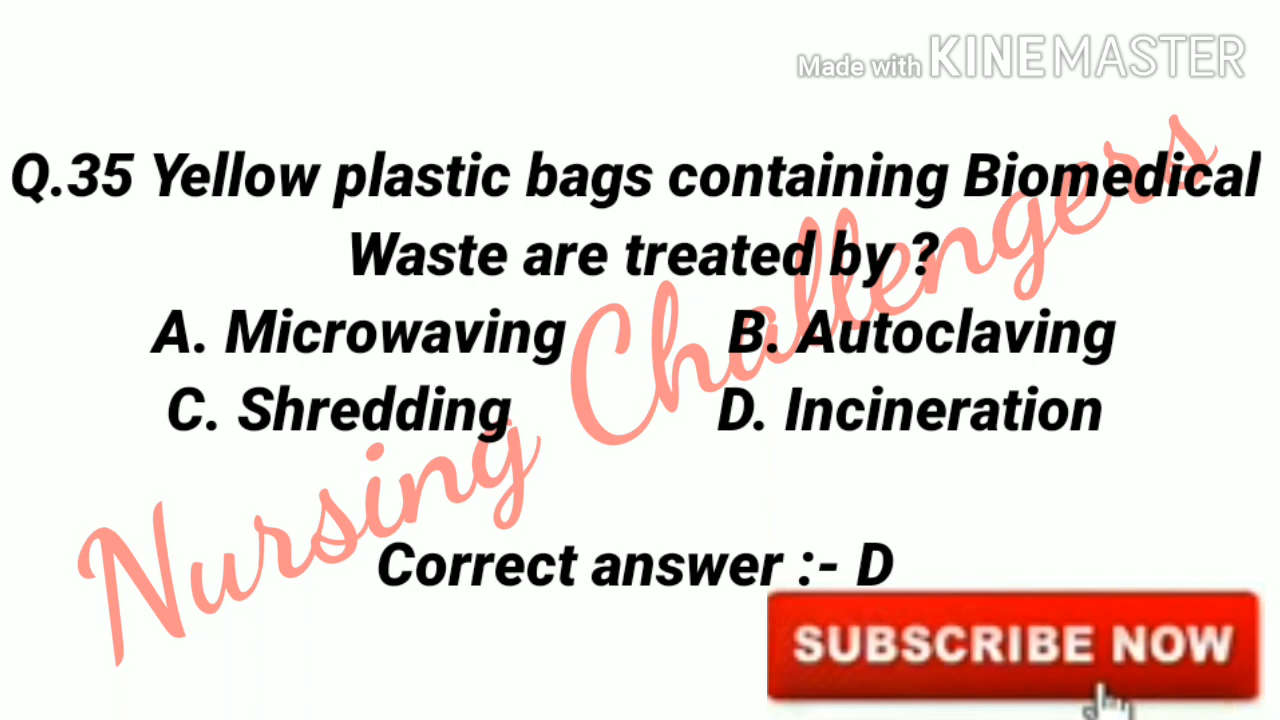 Made with KINEMASTER
Q.35 Yellow plastic bags containing Biomedical
Waste are treated by ?
A. Microwaving B. Autoclaving
C. Shredding D. Incineration
Nursing Challengers
Correct answer :- D
SUBSCRIBE NOW